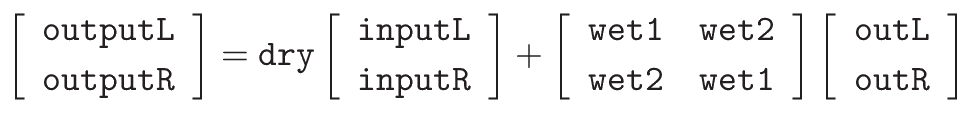 [ outputL ] = dry [ inputL ] + [ wet1 wet2 ] [ outL ]
[ outputR ] [ inputR ] [ wet2 wet1 ] [ outR ]